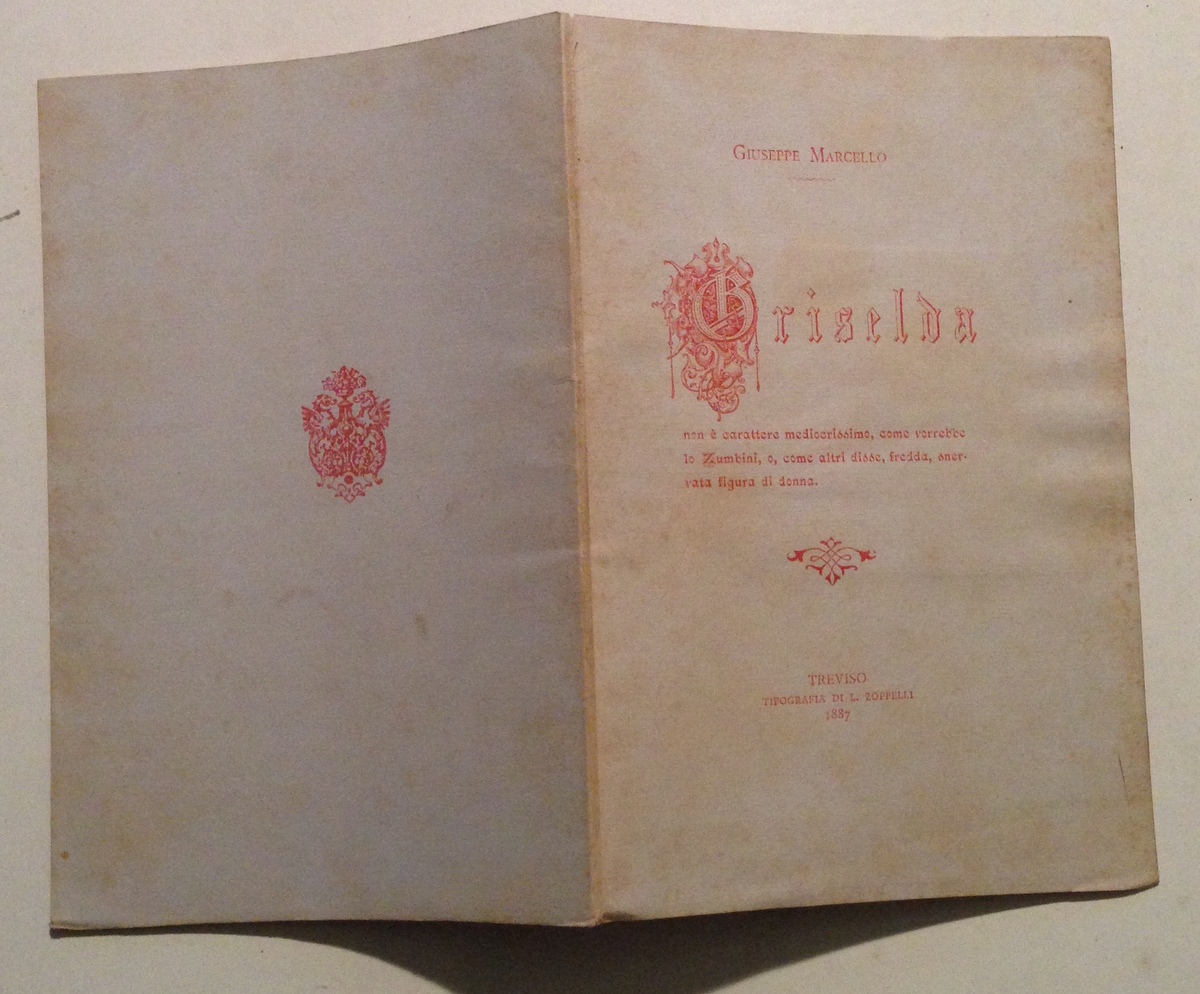 Giuseppe Marcello
Griselda
non è carattere mediocrissimo, come vorrebbe
lo Zumbini, o, come altri disse, fredda, sner-
vata figura di donna.
TREVISO
TIPOGRAFIA DI L. ZOPPELLI
1887